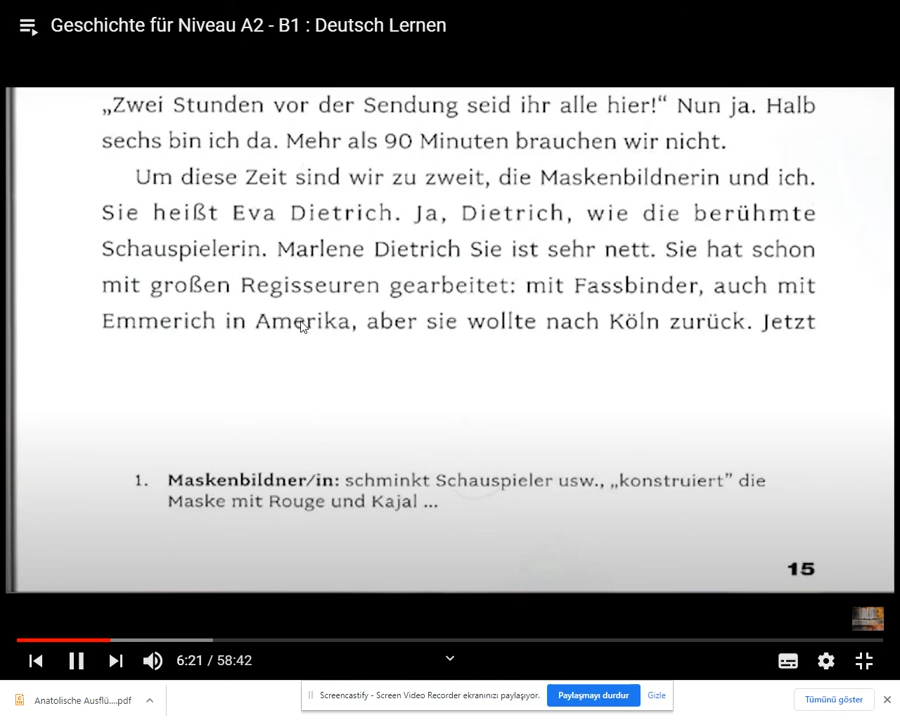 Geschichte für Niveau A2 - B1 : Deutsch Lernen
„Zwei Stunden vor der Sendung seid ihr alle hier!“ Nun ja. Halb
sechs bin ich da. Mehr als 90 Minuten brauchen wir nicht.
Um diese Zeit sind wir zu zweit, die Maskenbildnerin und ich.
Sie heißt Eva Dietrich. Ja, Dietrich, wie die berühmte
Schauspielerin. Marlene Dietrich Sie ist sehr nett. Sie hat schon
mit großen Regisseuren gearbeitet: mit Fassbinder, auch mit
Emmerich in Amerika, aber sie wollte nach Köln zurück. Jetzt
1. Maskenbildner/in: schminkt Schauspieler usw., „konstruiert” die
Maske mit Rouge und Kajal ...
15
6:21 / 58:42
Anatolische Ausflü....pdf
Screencastify - Screen Video Recorder ekranınızı paylaşıyor.
Paylaşmayı durdur
Gizle
Tümünü göster